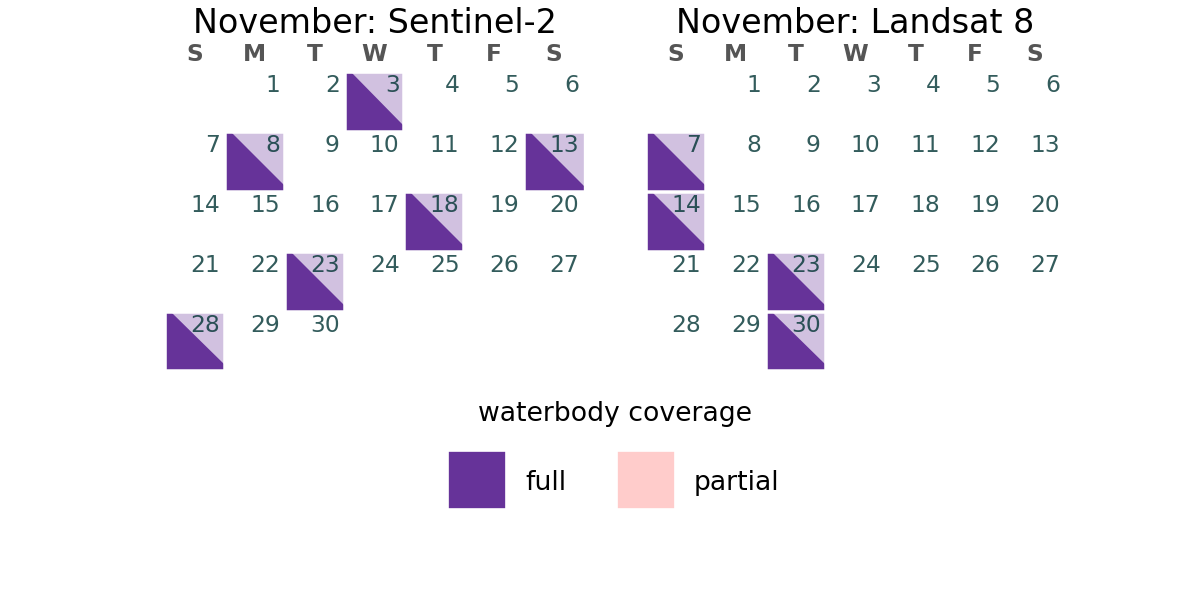 November: Sentinel-2
S M T W T F S
1 2 3 4 5 6
7 8 9 10 11 12 13
14 15 16 17 18 19 20
21 22 23 24 25 26 27
28 29 30
November: Landsat 8
S M T W T F S
1 2 3 4 5 6
7 8 9 10 11 12 13
14 15 16 17 18 19 20
21 22 23 24 25 26 27
28 29 30
waterbody coverage
full partial